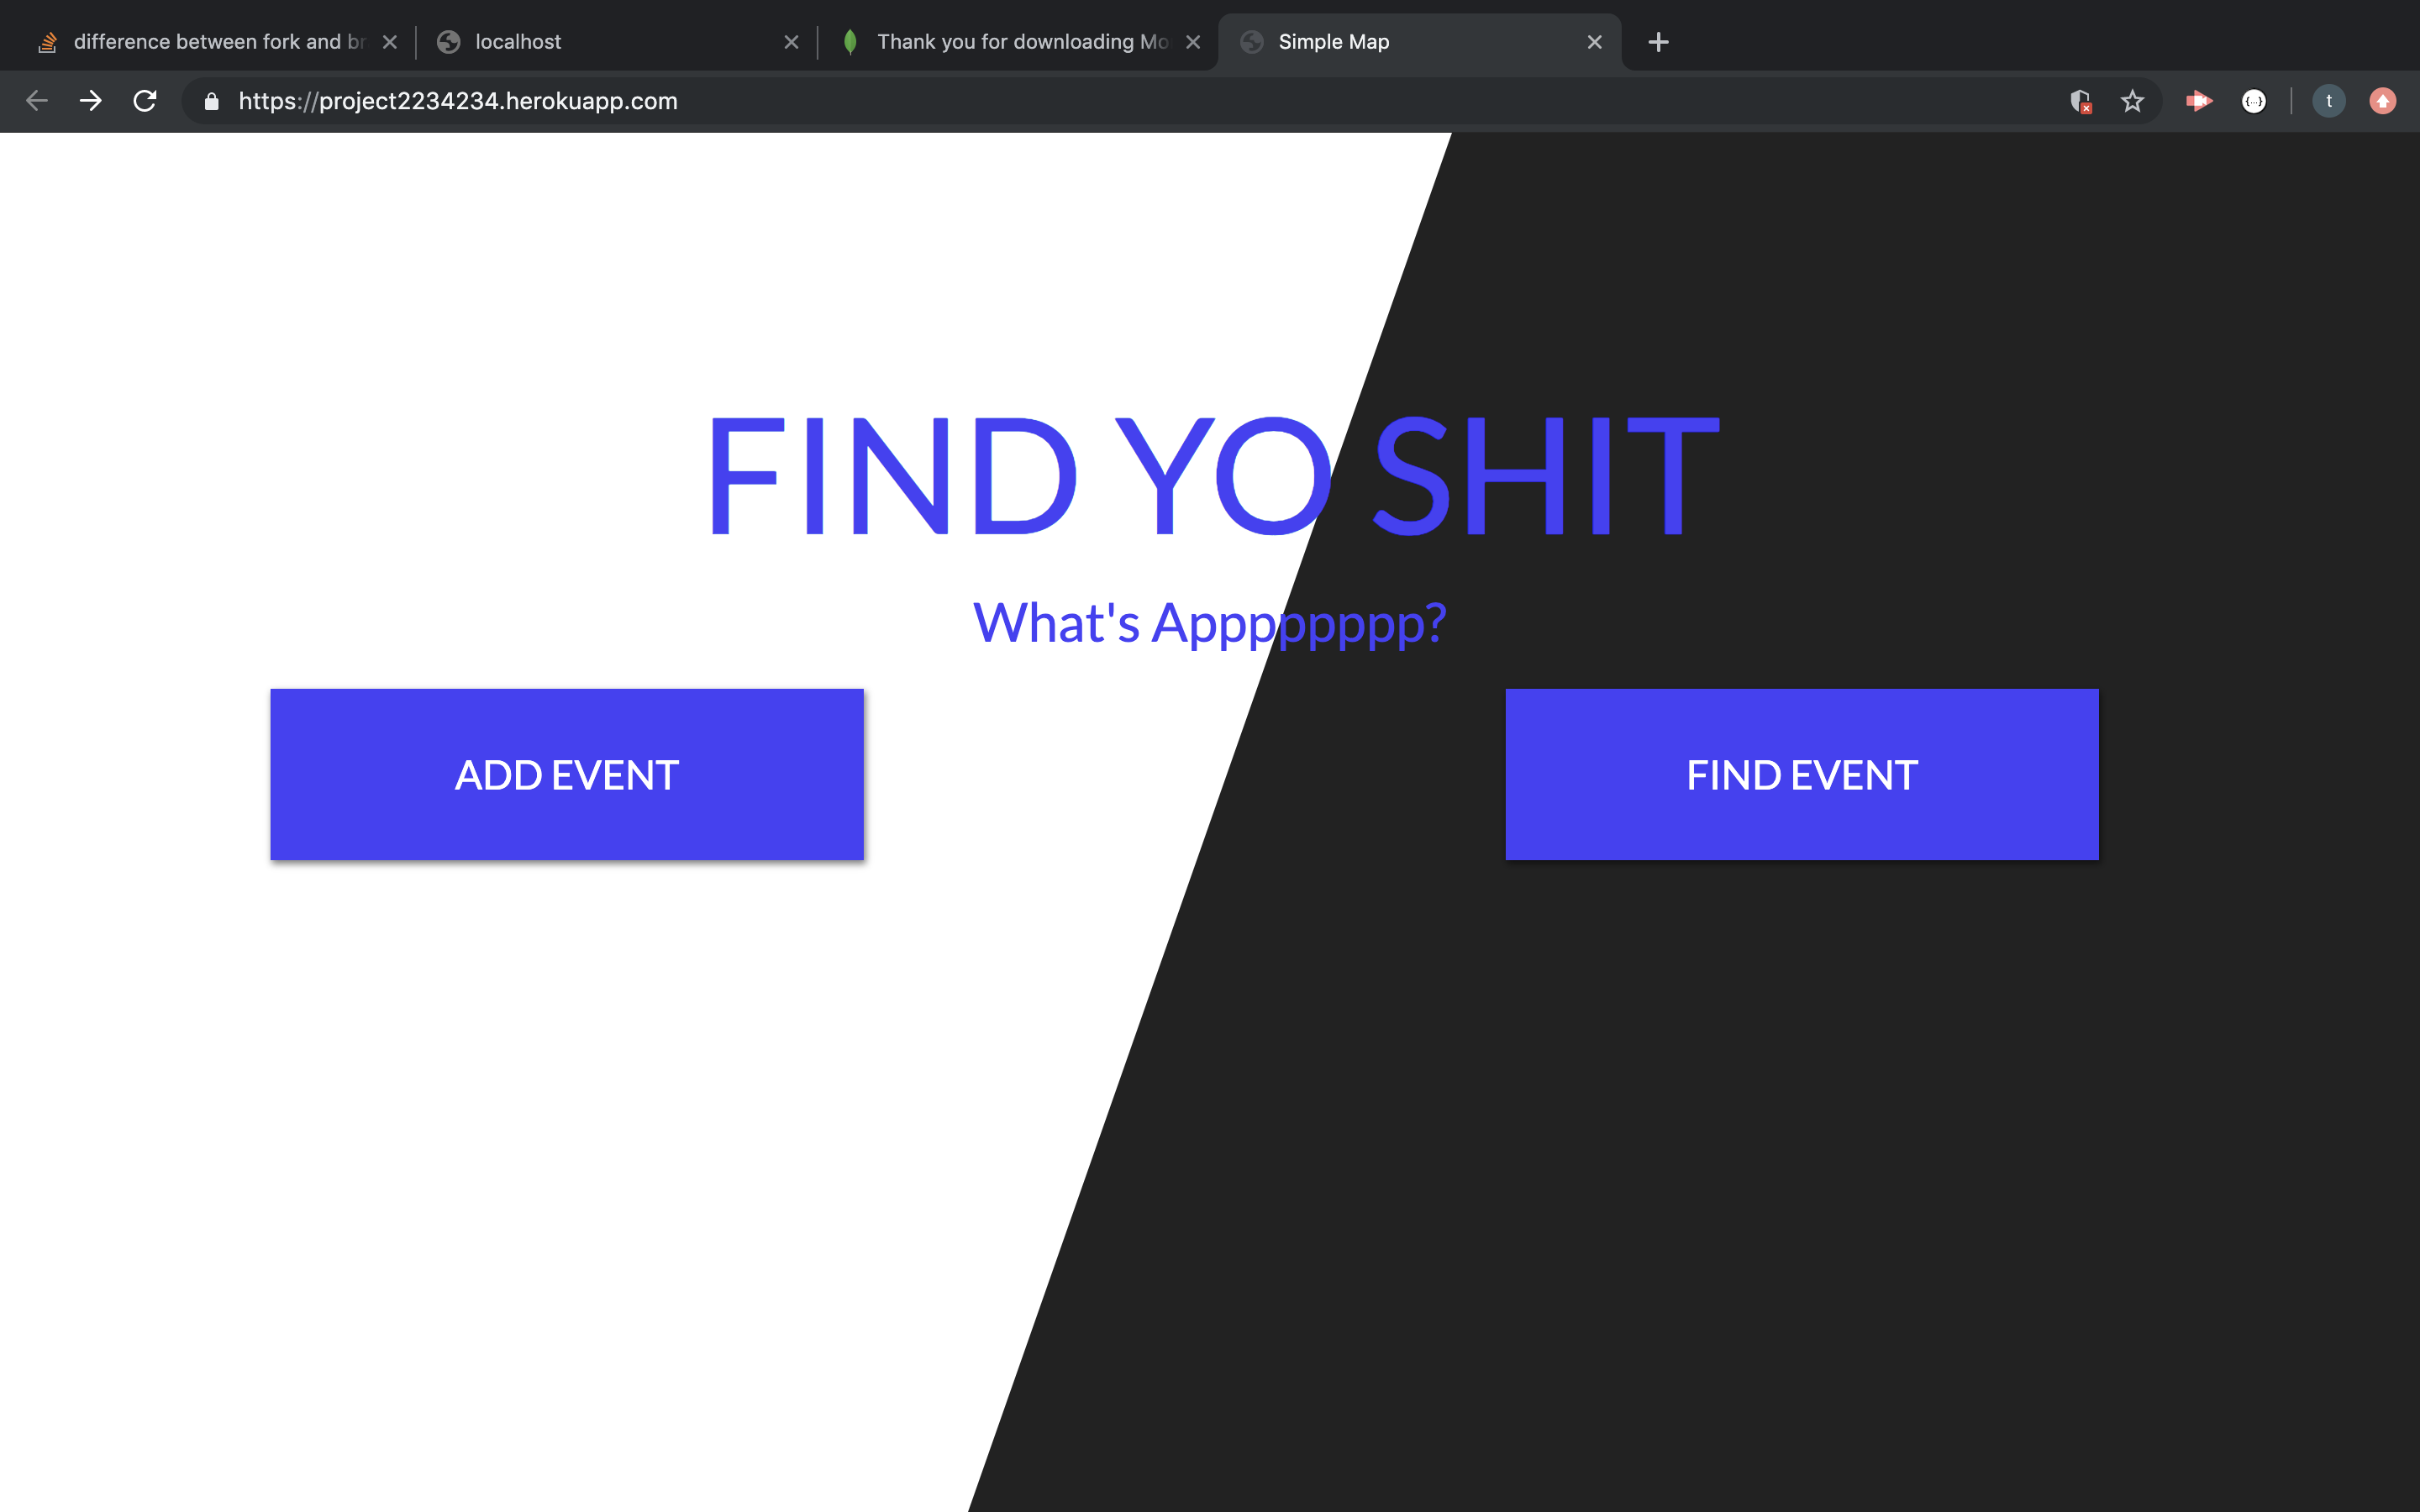 difference between fork and br
localhost
Thank you for downloading Mo
Simple Map
https://project2234234.herokuapp.com
t
FIND YO SHIT
What's Apppppppp?
ADD EVENT
FIND EVENT